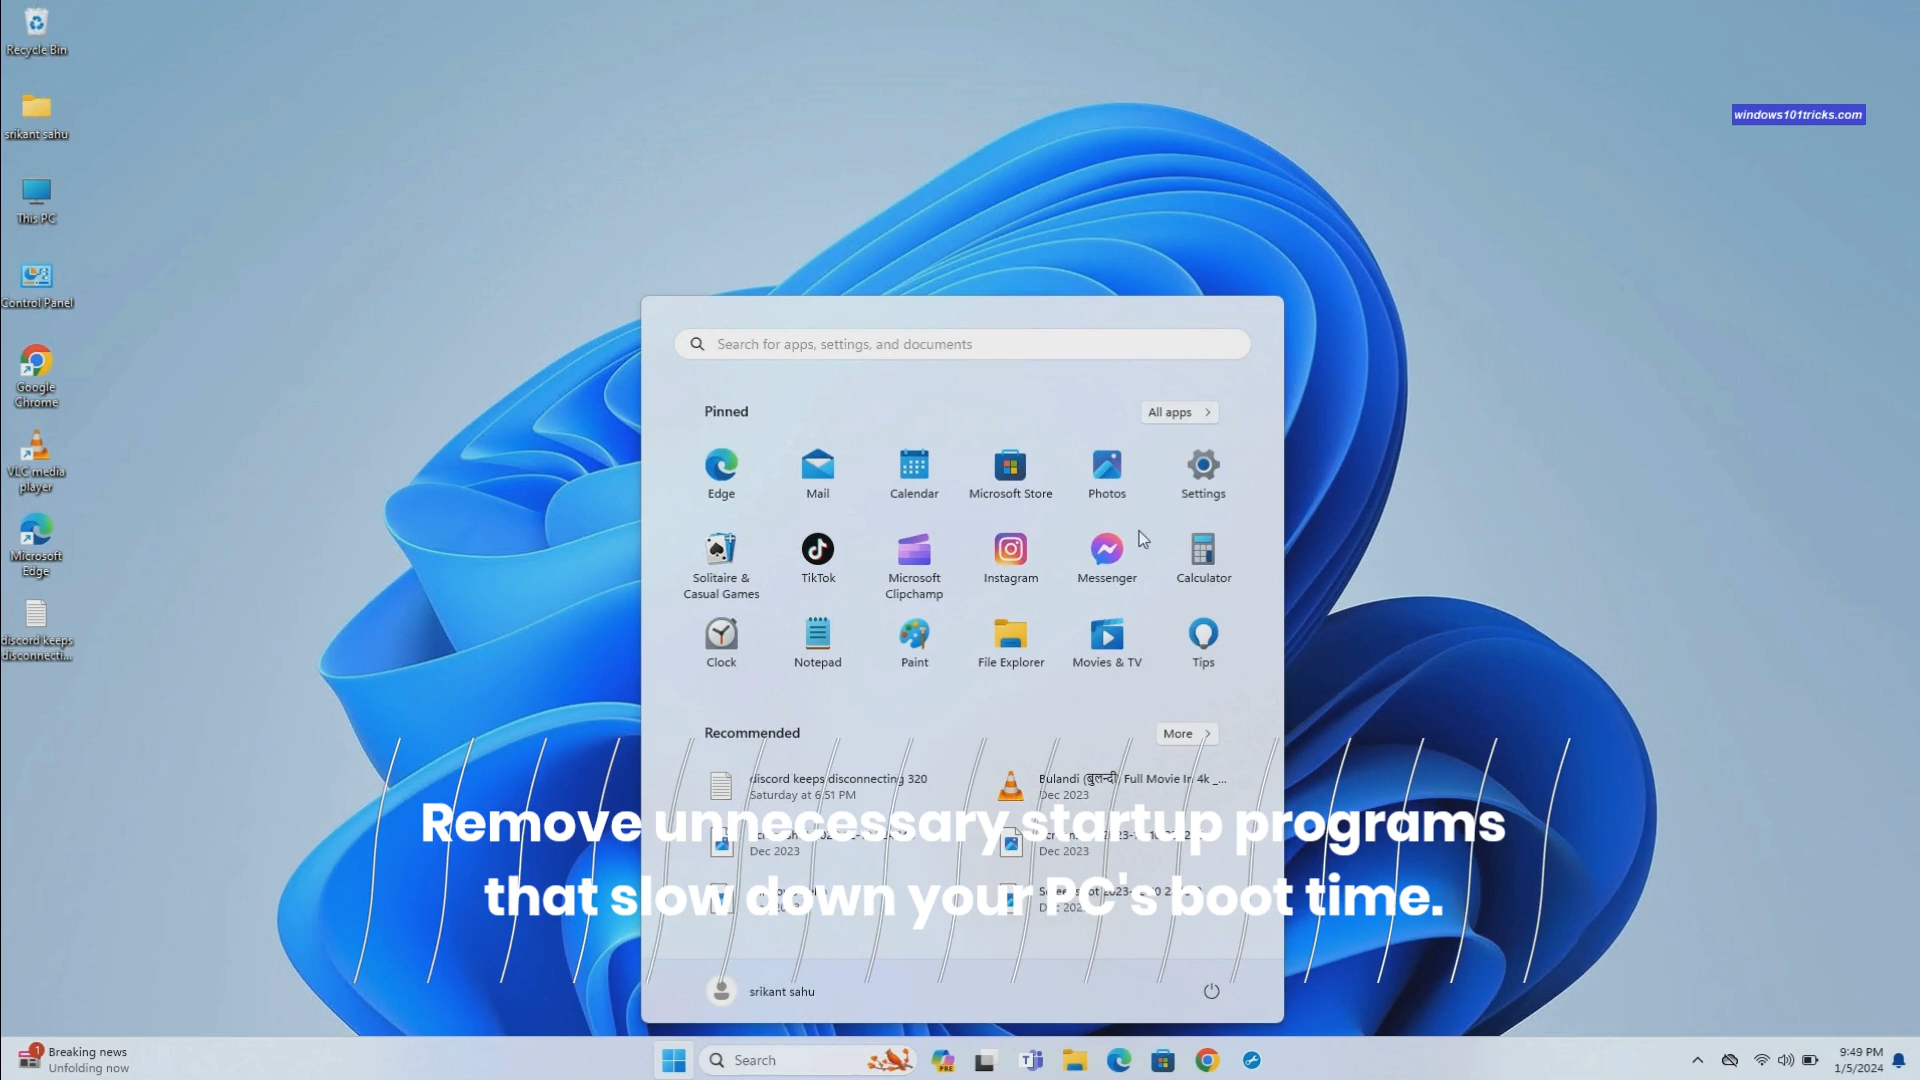 Recycle Bin
srikant sahu
This PC
Control Panel
Google
Chrome
VLC media
player
Microsoft
Edge
discord keeps
disconnecti...
windows101tricks.com
Search for apps, settings, and documents
Pinned
All apps
Edge
Mail
Calendar
Microsoft Store
Photos
Settings
Solitaire &
Casual Games
TikTok
Microsoft
Clipchamp
Instagram
Messenger
Calculator
Clock
Notepad
Paint
File Explorer
Movies & TV
Tips
Recommended
More
discord keeps disconnecting 320
Saturday at 6:51 PM
Bulandi (बुलन्दी) Full Movie In 4k _...
Dec 2023
Remove unnecessary startup programs
Dec 2023
Dec 2023
that slow down your PC's boot time.
srikant sahu
1
Breaking news
Unfolding now
Search
PRE
9:49 PM
1/5/2024